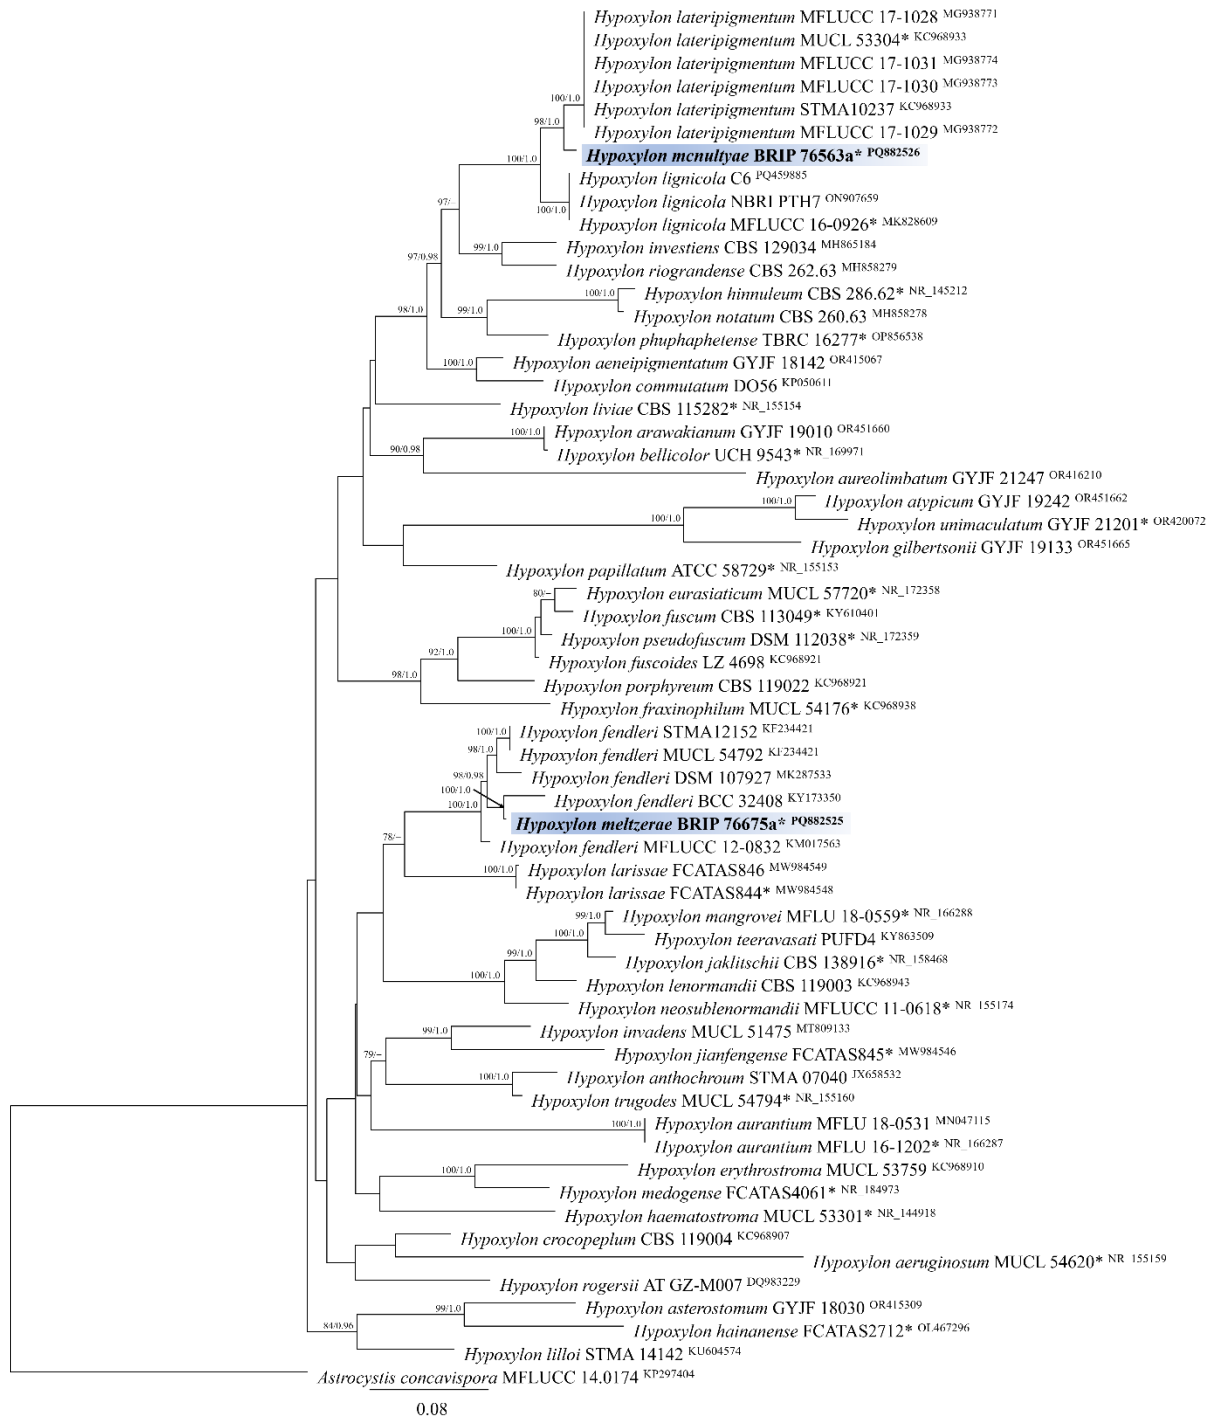 Hypoxylon lateripigmentum MFLUCC 17-1028 MG938771
Hypoxylon lateripigmentum MUCL 53304* KC968933
Hypoxylon lateripigmentum MFLUCC 17-1031 MG938774
Hypoxylon lateripigmentum MFLUCC 17-1030 MG938773
100/1.0
Hypoxylon lateripigmentum STMA10237 KC968933
98/1.0
Hypoxylon lateripigmentum MFLUCC 17-1029 MG938772
100/1.0
Hypoxylon mcnultyae BRIP 76563a* PQ882526
Hypoxylon lignicola C6 PQ459885
Hypoxylon lignicola NBRI PTH7 ON907659
97/–
100/1.0
Hypoxylon lignicola MFLUCC 16-0926* MK828609
99/1.0
Hypoxylon investiens CBS 129034 MH865184
97/0.98
Hypoxylon riograndense CBS 262.63 MH858279
100/1.0
Hypoxylon hinnuleum CBS 286.62* NR_145212
98/1.0
99/1.0
Hypoxylon notatum CBS 260.63 MH858278
Hypoxylon phuphaphetense TBRC 16277* OP856538
100/1.0
Hypoxylon aeneipigmentatum GYJF 18142 OR415067
Hypoxylon commutatum DO56 KP050611
Hypoxylon liviae CBS 115282* NR_155154
100/1.0
Hypoxylon arawakianum GYJF 19010 OR451660
90/0.98
Hypoxylon bellicolor UCH 9543* NR_169971
Hypoxylon aureolimbatum GYJF 21247 OR416210
100/1.0
Hypoxylon atypicum GYJF 19242 OR451662
100/1.0
Hypoxylon unimaculatum GYJF 21201* OR420072
Hypoxylon gilbertsonii GYJF 19133 OR451665
Hypoxylon papillatum ATCC 58729* NR_155153
80/–
Hypoxylon eurasiaticum MUCL 57720* NR_172358
Hypoxylon fuscum CBS 113049* KY610401
100/1.0
Hypoxylon pseudofuscum DSM 112038* NR_172359
92/1.0
Hypoxylon fuscoides LZ 4698 KC968921
98/1.0
Hypoxylon porphyreum CBS 119022 KC968921
Hypoxylon fraxinophilum MUCL 54176* KC968938
100/1.0
Hypoxylon fendleri STMA12152 KF234421
98/1.0
Hypoxylon fendleri MUCL 54792 KF234421
98/0.98
Hypoxylon fendleri DSM 107927 MK287533
100/1.0
Hypoxylon fendleri BCC 32408 KY173350
100/1.0
Hypoxylon meltzerae BRIP 76675a* PQ882525
78/–
Hypoxylon fendleri MFLUCC 12-0832 KM017563
100/1.0
Hypoxylon larissae FCATAS846 MW984549
Hypoxylon larissae FCATAS844* MW984548
99/1.0
Hypoxylon mangrovei MFLU 18-0559* NR_166288
100/1.0
Hypoxylon teeravasati PUFD4 KY863509
99/1.0
Hypoxylon jaklitschii CBS 138916* NR_158468
100/1.0
Hypoxylon lenormandii CBS 119003 KC968943
Hypoxylon neosublenormandii MFLUCC 11-0618* NR_155174
99/1.0
Hypoxylon invadens MUCL 51475 MT809133
79/–
Hypoxylon jianfengense FCATAS845* MW984546
100/1.0
Hypoxylon anthochroum STMA 07040 JX658532
Hypoxylon trugodes MUCL 54794* NR_155160
100/1.0
Hypoxylon aurantium MFLU 18-0531 MN047115
Hypoxylon aurantium MFLU 16-1202* NR_166287
100/1.0
Hypoxylon erythrostroma MUCL 53759 KC968910
Hypoxylon medogense FCATAS4061* NR_184973
Hypoxylon haematostroma MUCL 53301* NR_144918
Hypoxylon crocopeplum CBS 119004 KC968907
Hypoxylon aeruginosum MUCL 54620* NR_155159
Hypoxylon rogersii AT GZ-M007 DQ983229
99/1.0
Hypoxylon asterostomum GYJF 18030 OR415309
84/0.96
Hypoxylon hainanense FCATAS2712* OL467296
Hypoxylon lilloi STMA 14142 KU604574
Astrocystis concavispora MFLUCC 14.0174 KP297404
0.08